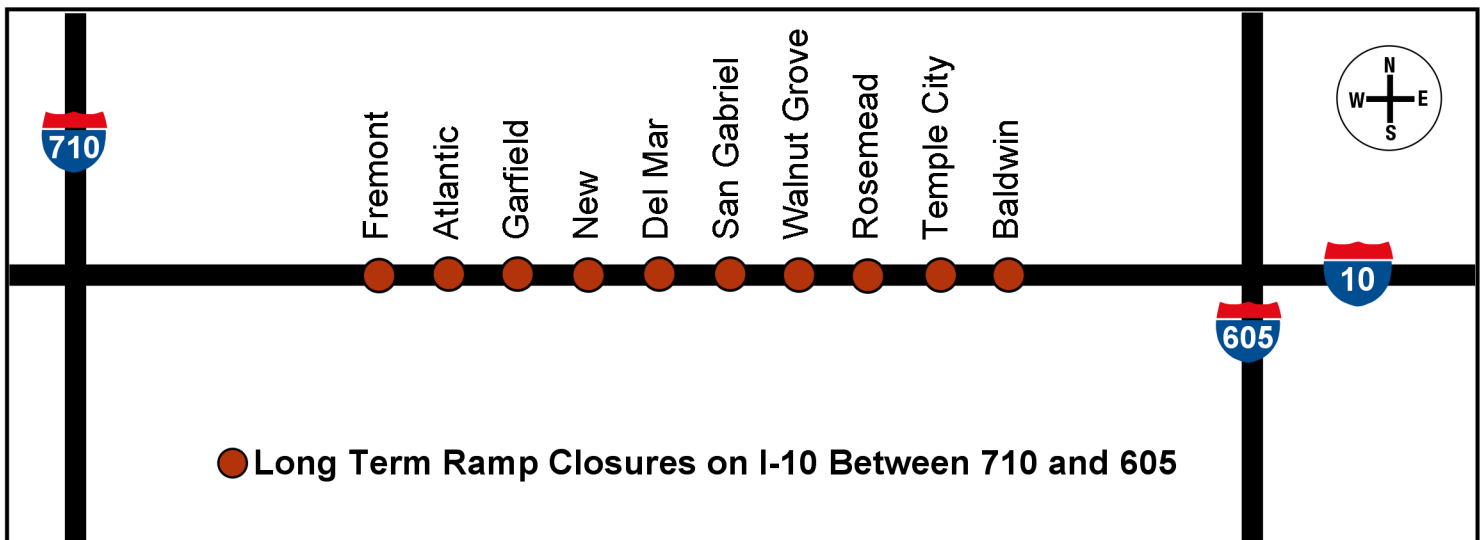 710
Fremont
Atlantic
Garfield
New
Del Mar
San Gabriel
Walnut Grove
Rosemead
Temple City
Baldwin
N
W E
S
10
605
Long Term Ramp Closures on I-10 Between 710 and 605